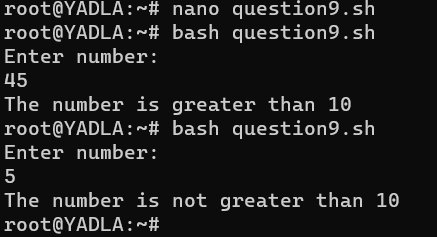 root@YADLA:~# nano question9.sh
root@YADLA:~# bash question9.sh
Enter number:
45
The number is greater than 10
root@YADLA:~# bash question9.sh
Enter number:
5
The number is not greater than 10
root@YADLA:~#